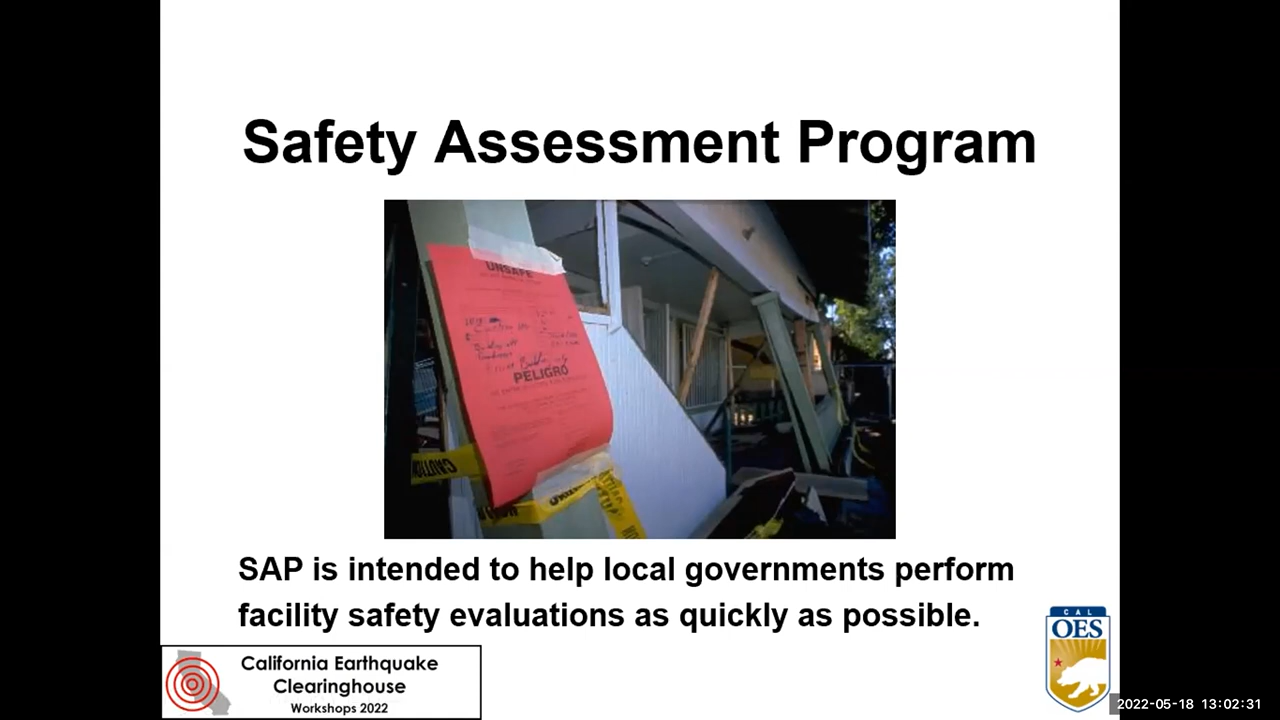 Safety Assessment Program
UNSAFE
PELIGRO
CAUTION
SAP is intended to help local governments perform
facility safety evaluations as quickly as possible.
California Earthquake
Clearinghouse
Workshops 2022
CAL
OES
2022-05-18 13:02:31